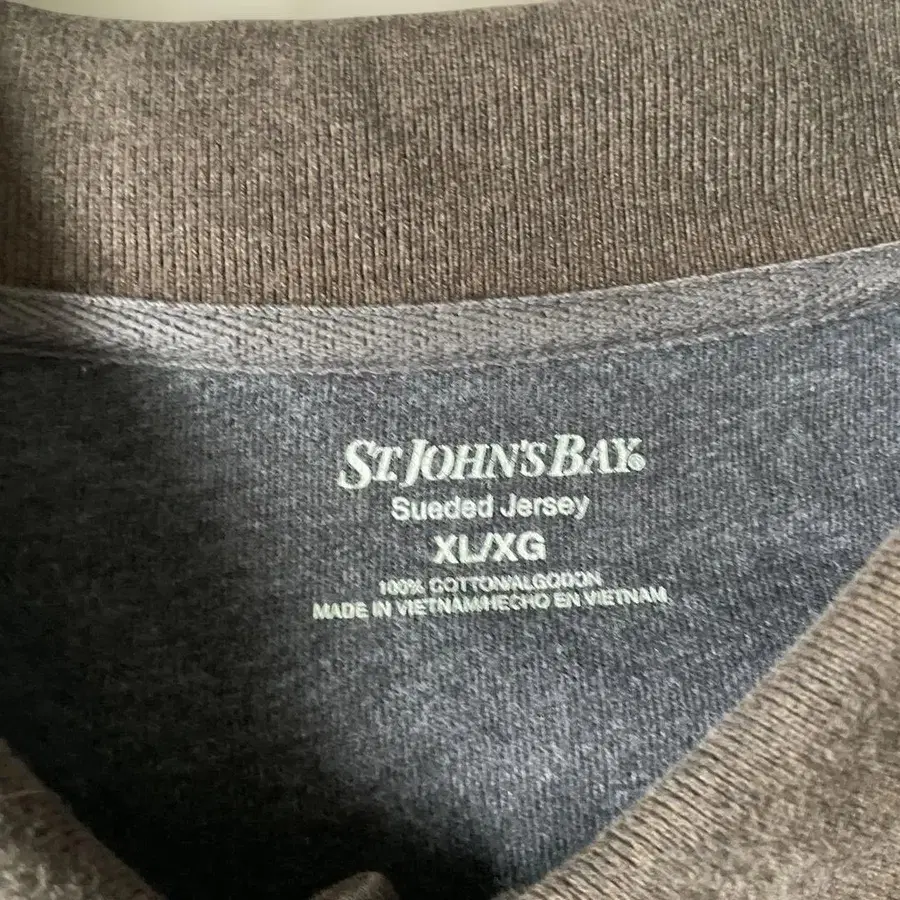 ST. JOHN'S BAY®
Sueded Jersey
XL/XG
100% COTTON/ALGODON
MADE IN VIETNAM/HECHO EN VIETNAM